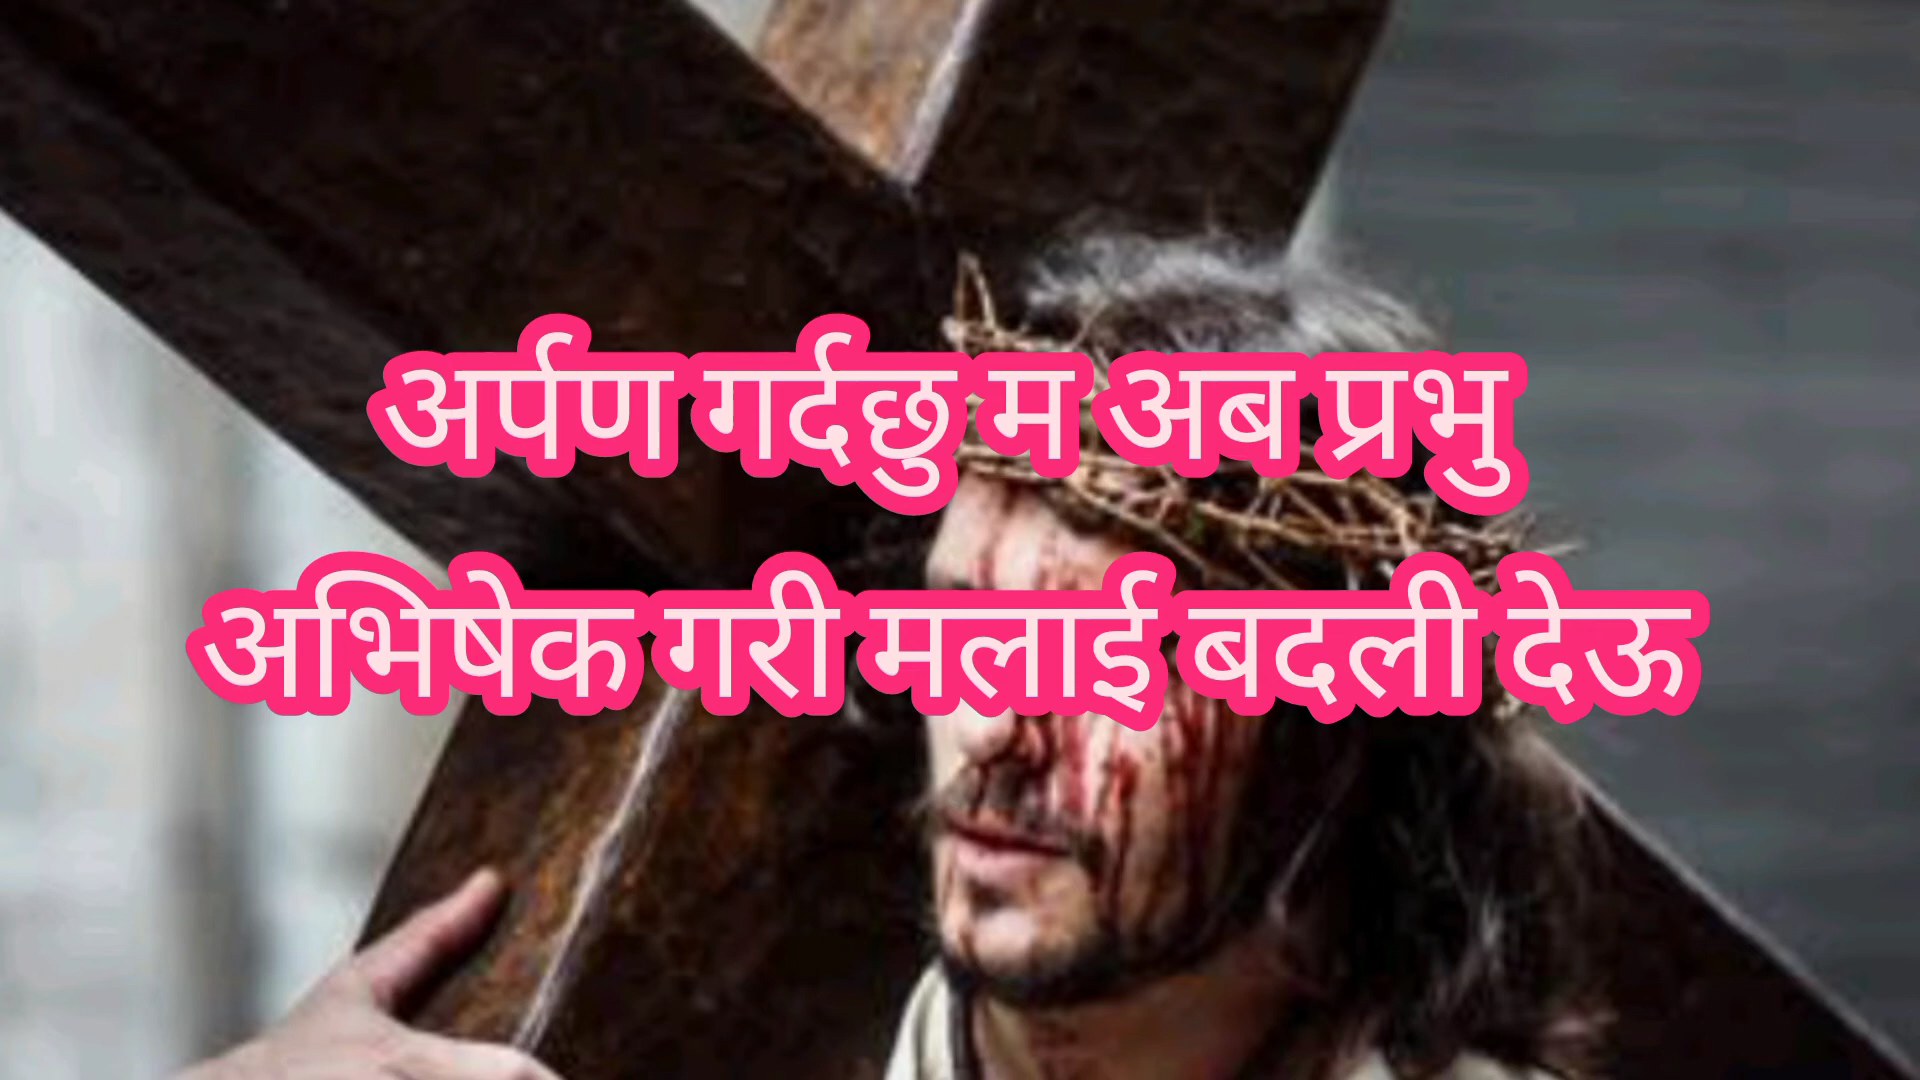 अर्पण गर्दछु म अब प्रभु
अभिषेक गरी मलाई बदली देऊ